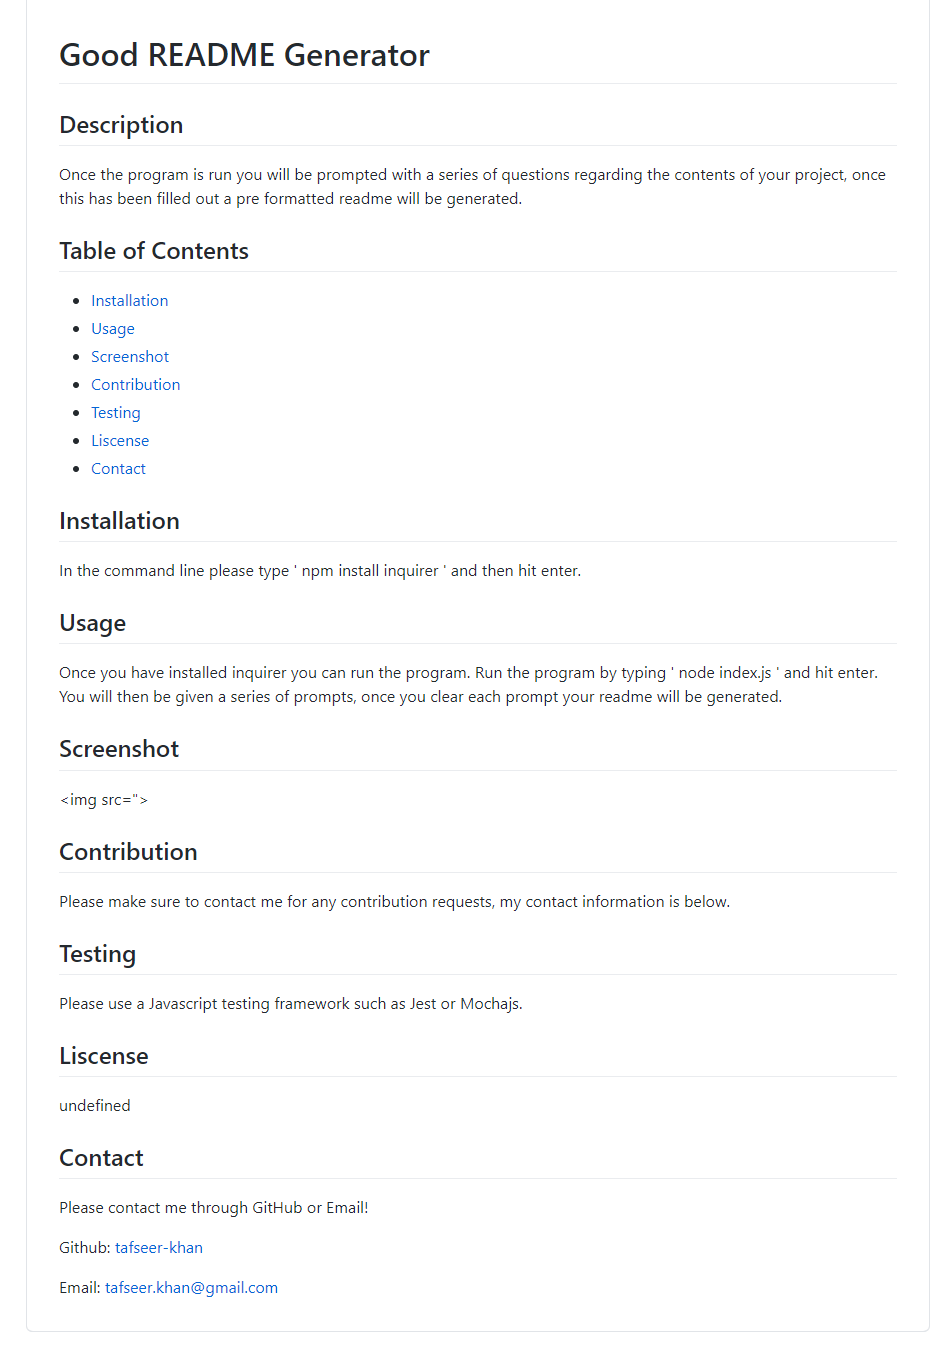 Good README Generator
Description
Once the program is run you will be prompted with a series of questions regarding the contents of your project, once
this has been filled out a pre formatted readme will be generated.
Table of Contents
Installation
Usage
Screenshot
Contribution
Testing
Liscense
Contact
Installation
In the command line please type ' npm install inquirer ' and then hit enter.
Usage
Once you have installed inquirer you can run the program. Run the program by typing ' node index.js ' and hit enter.
You will then be given a series of prompts, once you clear each prompt your readme will be generated.
Screenshot
<img src=''>
Contribution
Please make sure to contact me for any contribution requests, my contact information is below.
Testing
Please use a Javascript testing framework such as Jest or Mochajs.
Liscense
undefined
Contact
Please contact me through GitHub or Email!
Github: tafseer-khan
Email: tafseer.khan@gmail.com